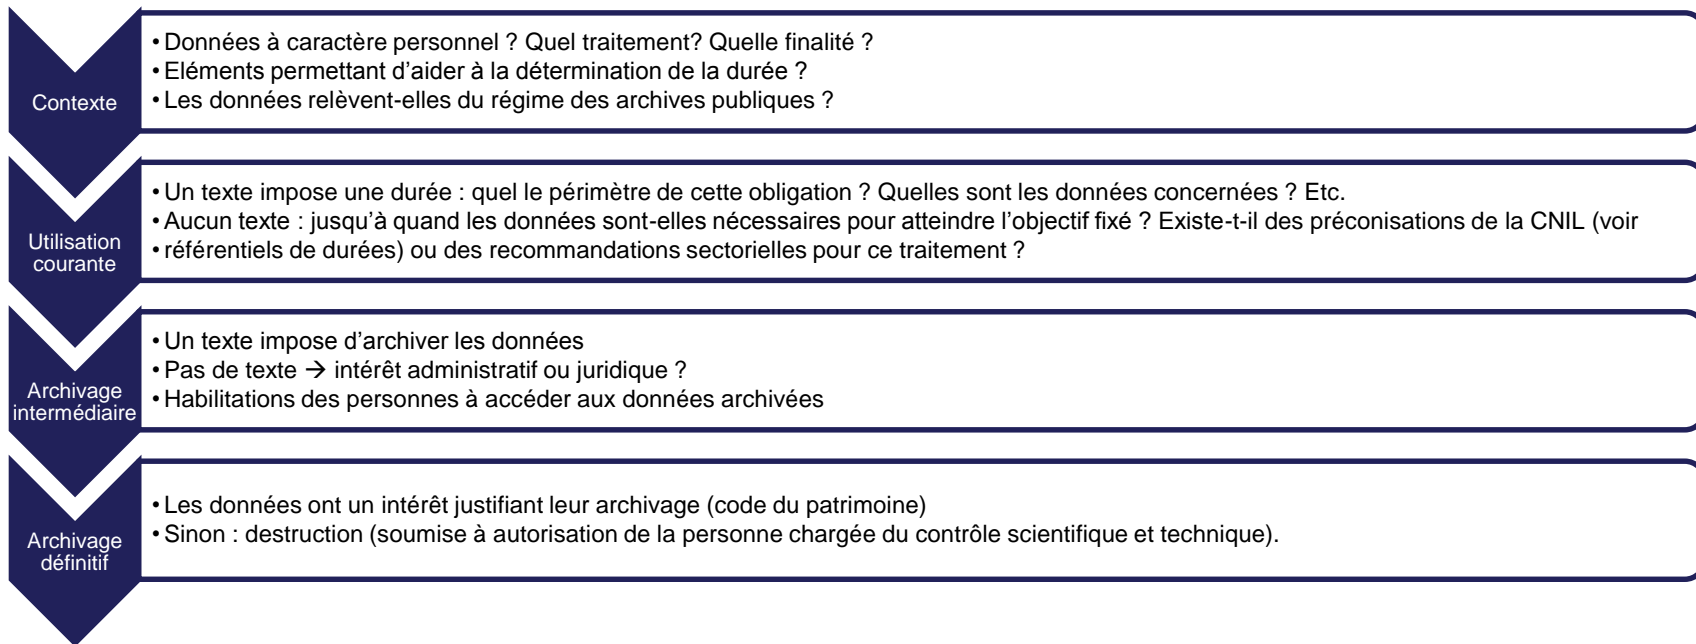 Contexte
• Données à caractère personnel ? Quel traitement? Quelle finalité ?
• Eléments permettant d'aider à la détermination de la durée ?
• Les données relèvent-elles du régime des archives publiques ?
Utilisation
courante
• Un texte impose une durée : quel le périmètre de cette obligation ? Quelles sont les données concernées ? Etc.
• Aucun texte : jusqu'à quand les données sont-elles nécessaires pour atteindre l'objectif fixé ? Existe-t-il des préconisations de la CNIL (voir
• référentiels de durées) ou des recommandations sectorielles pour ce traitement ?
Archivage
intermédiaire
• Un texte impose d'archiver les données
• Pas de texte → intérêt administratif ou juridique ?
• Habilitations des personnes à accéder aux données archivées
Archivage
définitif
• Les données ont un intérêt justifiant leur archivage (code du patrimoine)
• Sinon : destruction (soumise à autorisation de la personne chargée du contrôle scientifique et technique).